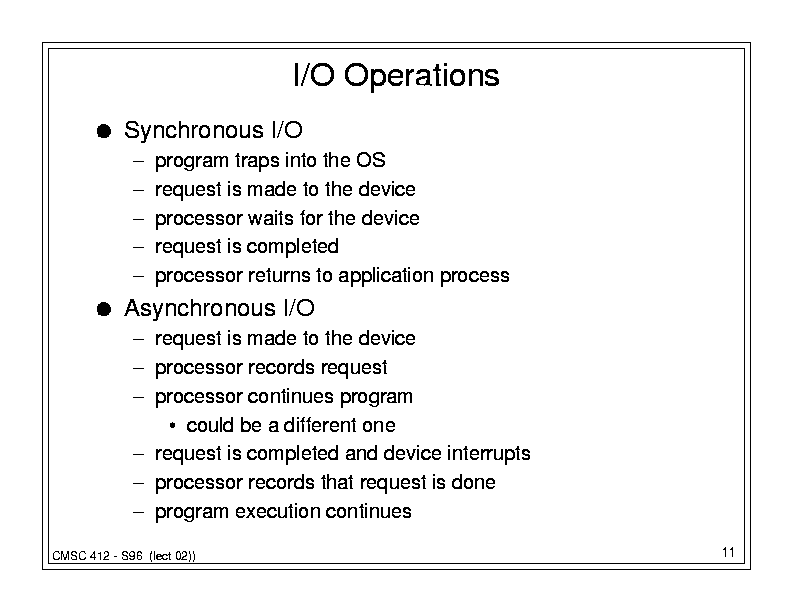 I/O Operations
● Synchronous I/O
– program traps into the OS
– request is made to the device
– processor waits for the device
– request is completed
– processor returns to application process
● Asynchronous I/O
– request is made to the device
– processor records request
– processor continues program
• could be a different one
– request is completed and device interrupts
– processor records that request is done
– program execution continues
CMSC 412 - S96 (lect 02))
11